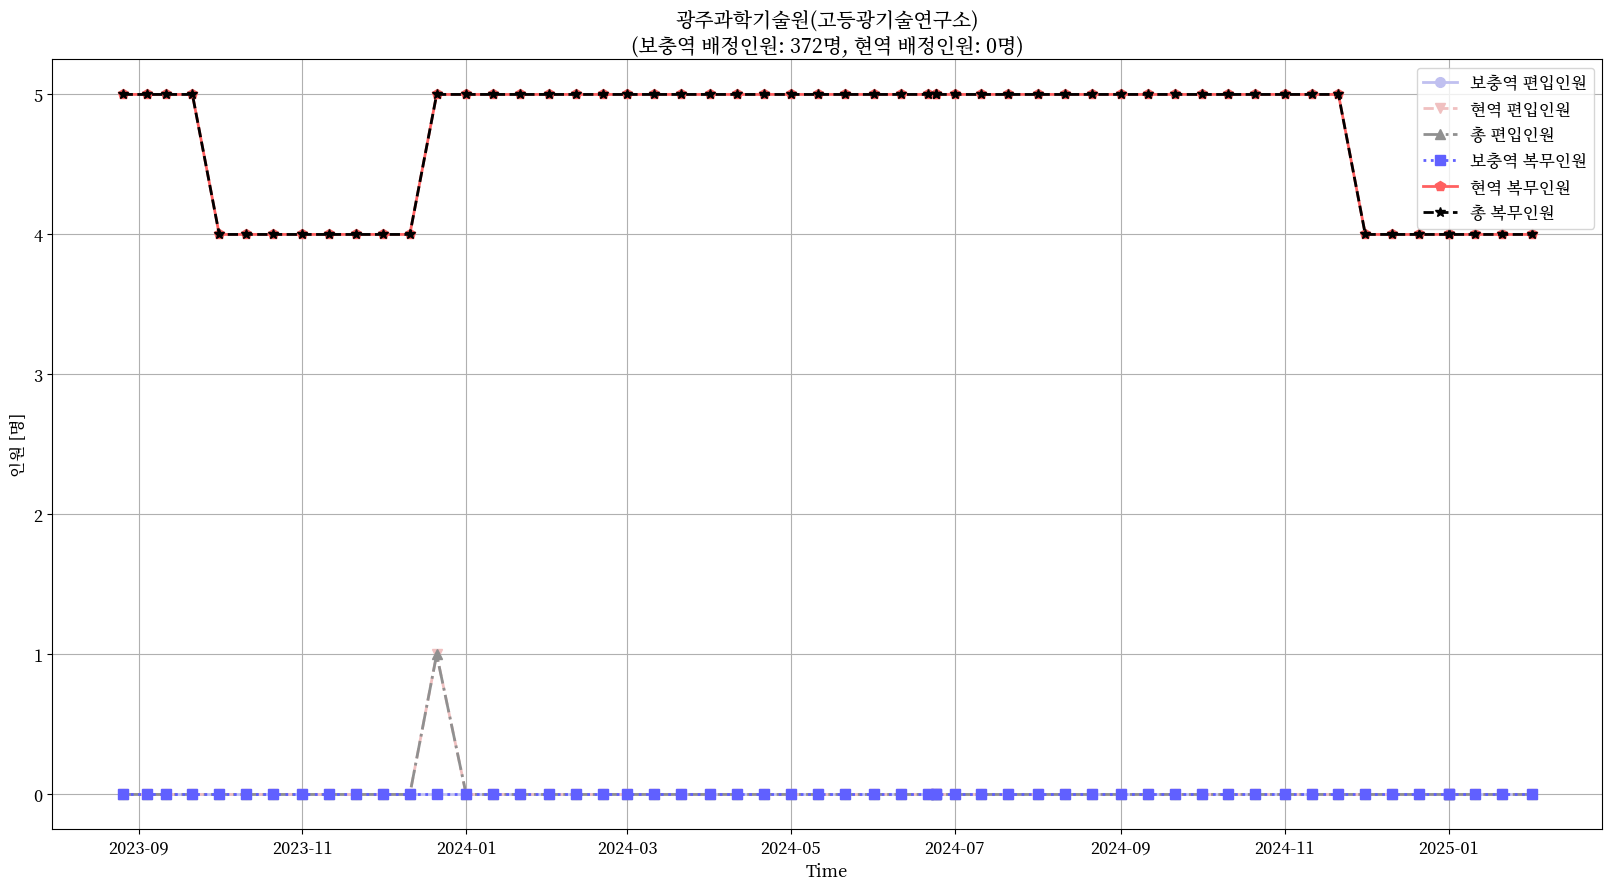 광주과학기술원(고등광기술연구소)
(보충역 배정인원: 372명, 현역 배정인원: 0명)
보충역 편입인원
현역 편입인원
총 편입인원
보충역 복무인원
현역 복무인원
총 복무인원
인원 [명]
5
4
3
2
1
0
2023-09 2023-11 2024-01 2024-03 2024-05 2024-07 2024-09 2024-11 2025-01
Time